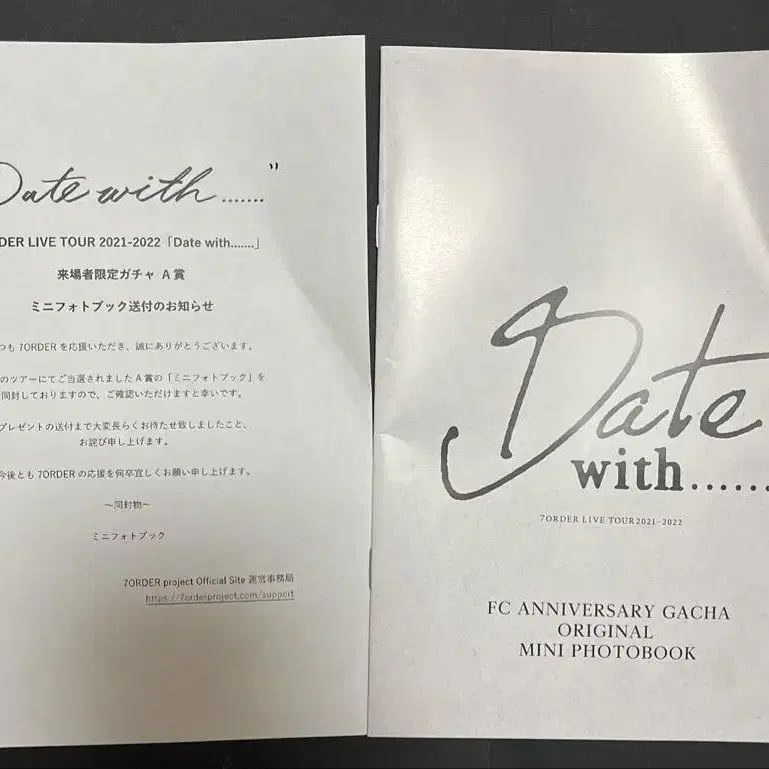 Date with.......”
DER LIVE TOUR 2021-2022「Date with.......」
来場者限定ガチャ A 賞
ミニフォトブック送付のお知らせ
つも 7ORDER を応援いただき、誠にありがとうございます。
のツアーにてご当選されました A 賞の「ミニフォトブック」を
同封しておりますので、ご確認いただけますと幸いです。
プレゼントの送付まで大変長らくお待たせ致しましたこと、
お詫び申し上げます。
今後とも 7ORDER の応援を何卒宜しくお願い申し上げます。
～同封物～
ミニフォトブック
7ORDER project Official Site 運営事務局
https://7orderproject.com/support
Date
with......
7ORDER LIVE TOUR 2021-2022
FC ANNIVERSARY GACHA
ORIGINAL
MINI PHOTOBOOK